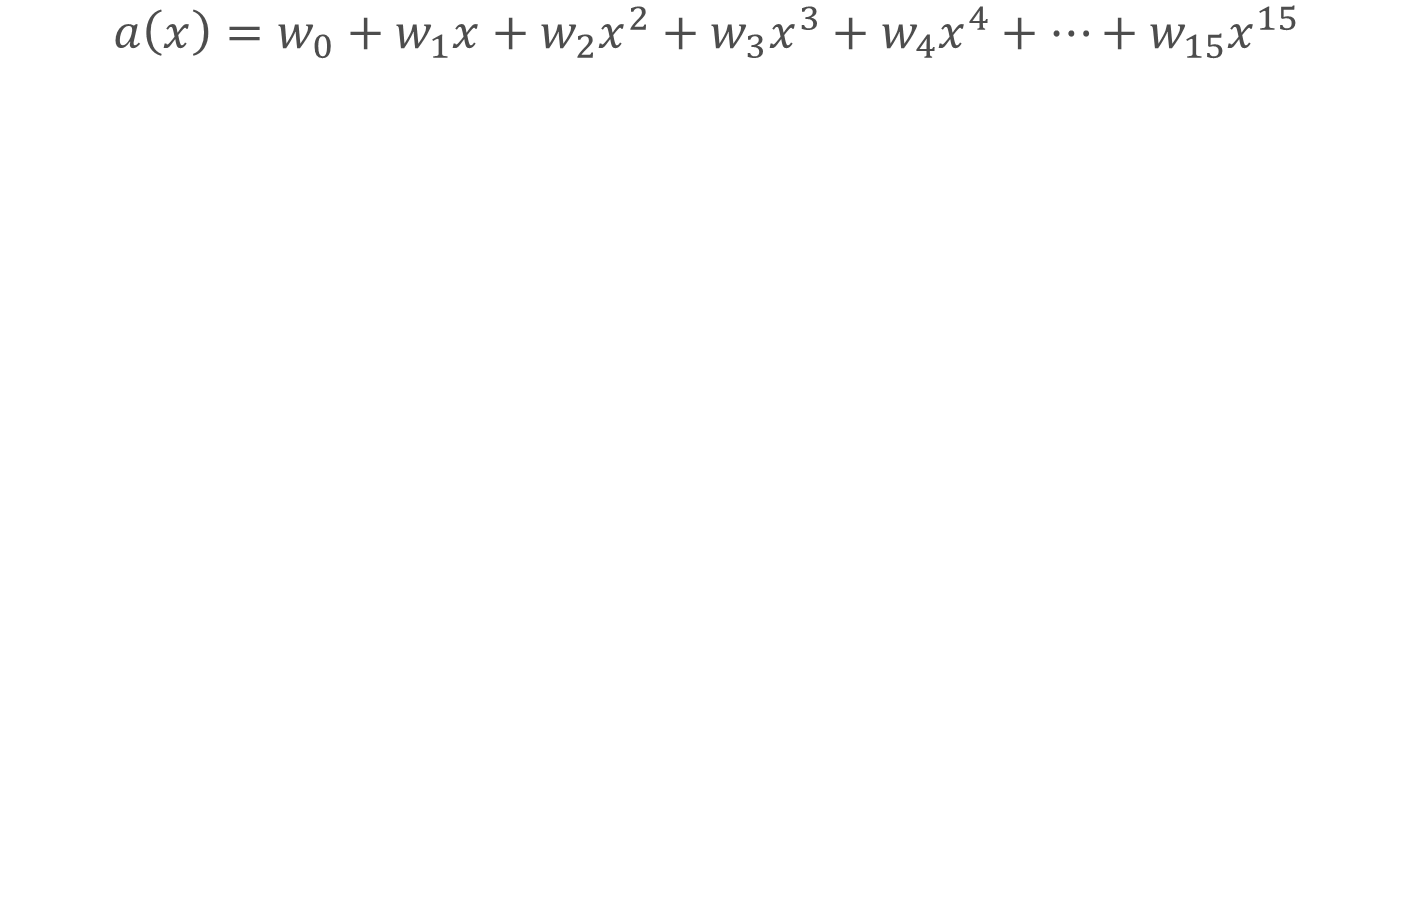 a(x) = w₀ + w₁x + w₂x² + w₃x³ + w₄x⁴ + ⋯ + w₁₅x¹⁵